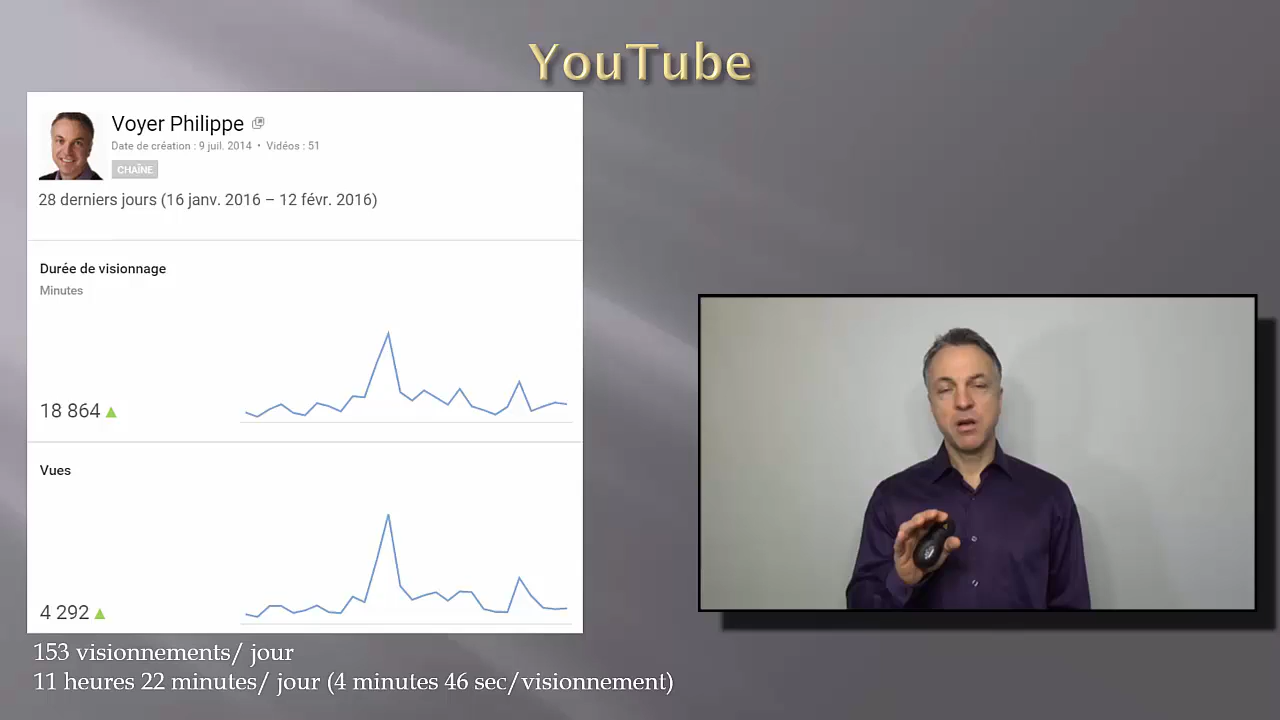 YouTube
Voyer Philippe
Date de création : 9 juil. 2014 • Vidéos : 51
CHAÎNE
28 derniers jours (16 janv. 2016 – 12 févr. 2016)
Durée de visionnage
Minutes
18 864
Vues
4 292
153 visionnements/ jour
11 heures 22 minutes/ jour (4 minutes 46 sec/visionnement)